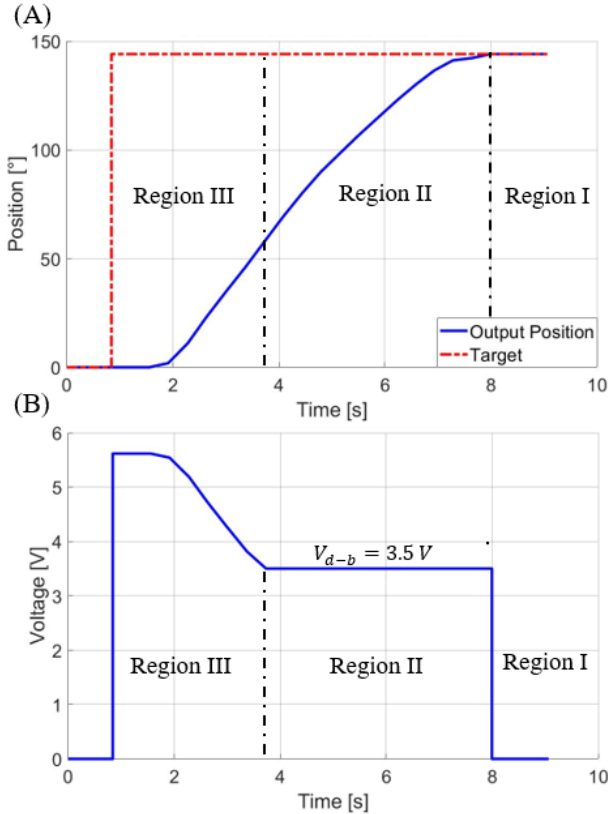 (A)
150
100
50
0
Position [°]
Region III
Region II
Region I
Output Position
Target
0
2
4
6
8
10
Time [s]
(B)
6
5
4
3
2
1
0
Voltage [V]
V_{d-b} = 3.5 V
Region III
Region II
Region I
0
2
4
6
8
10
Time [s]